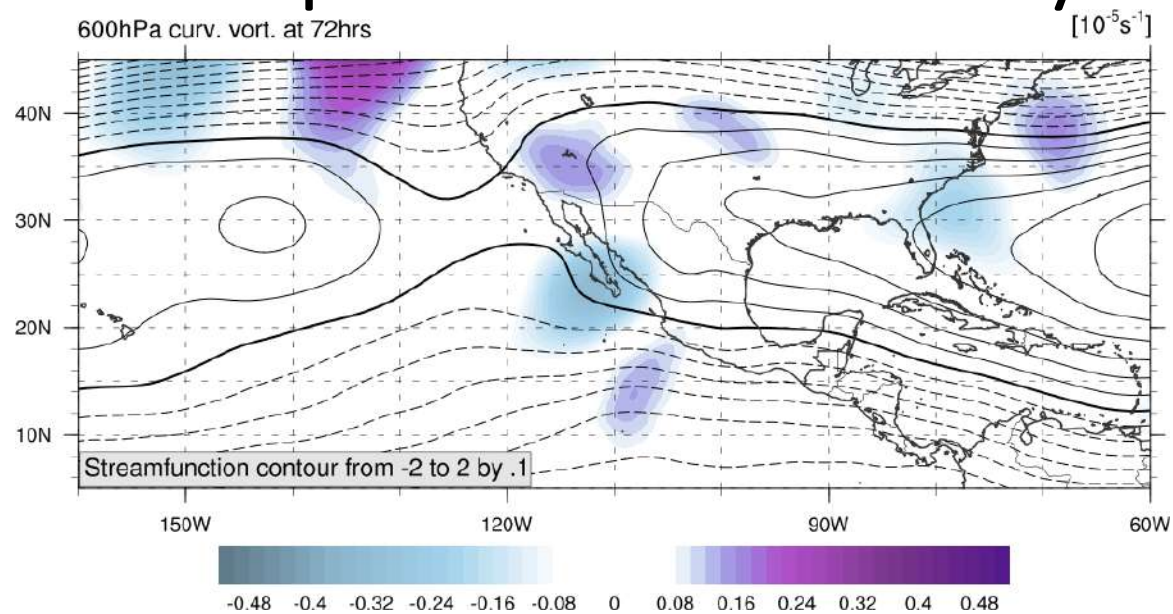 600hPa curv. vort. at 72hrs
[10⁻⁵s⁻¹]
40N
30N
20N
10N
Streamfunction contour from -2 to 2 by .1
150W 120W 90W 60W
-0.48 -0.4 -0.32 -0.24 -0.16 -0.08 0 0.08 0.16 0.24 0.32 0.4 0.48